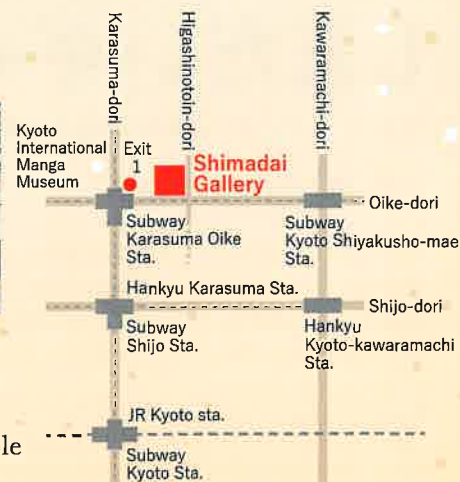 Karasuma-dori
Higashinotoin-dori
Kawaramachi-dori
Kyoto
International
Manga
Museum
Exit
1
Shimadai
Gallery
Oike-dori
Subway
Karasuma Oike
Sta.
Subway
Kyoto Shiyakusho-mae
Sta.
Hankyu Karasuma Sta.
Shijo-dori
Subway
Shijo Sta.
Hankyu
Kyoto-kawaramachi
Sta.
JR Kyoto sta.
le
Subway
Kyoto Sta.